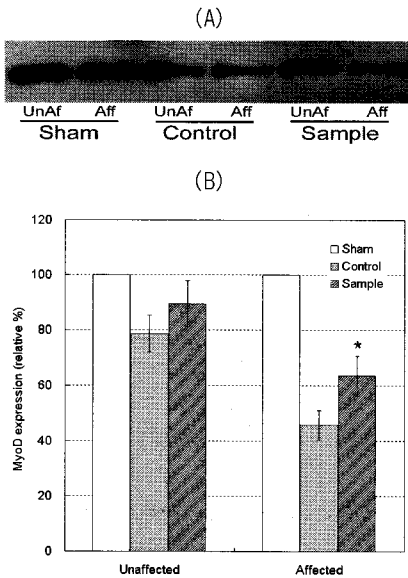 (A)
UnAf Aff UnAf Aff UnAf Aff
Sham Control Sample
(B)
MyoD expression (relative %)
120
100
80
60
40
20
0
Sham
Control
Sample
*
Unaffected Affected